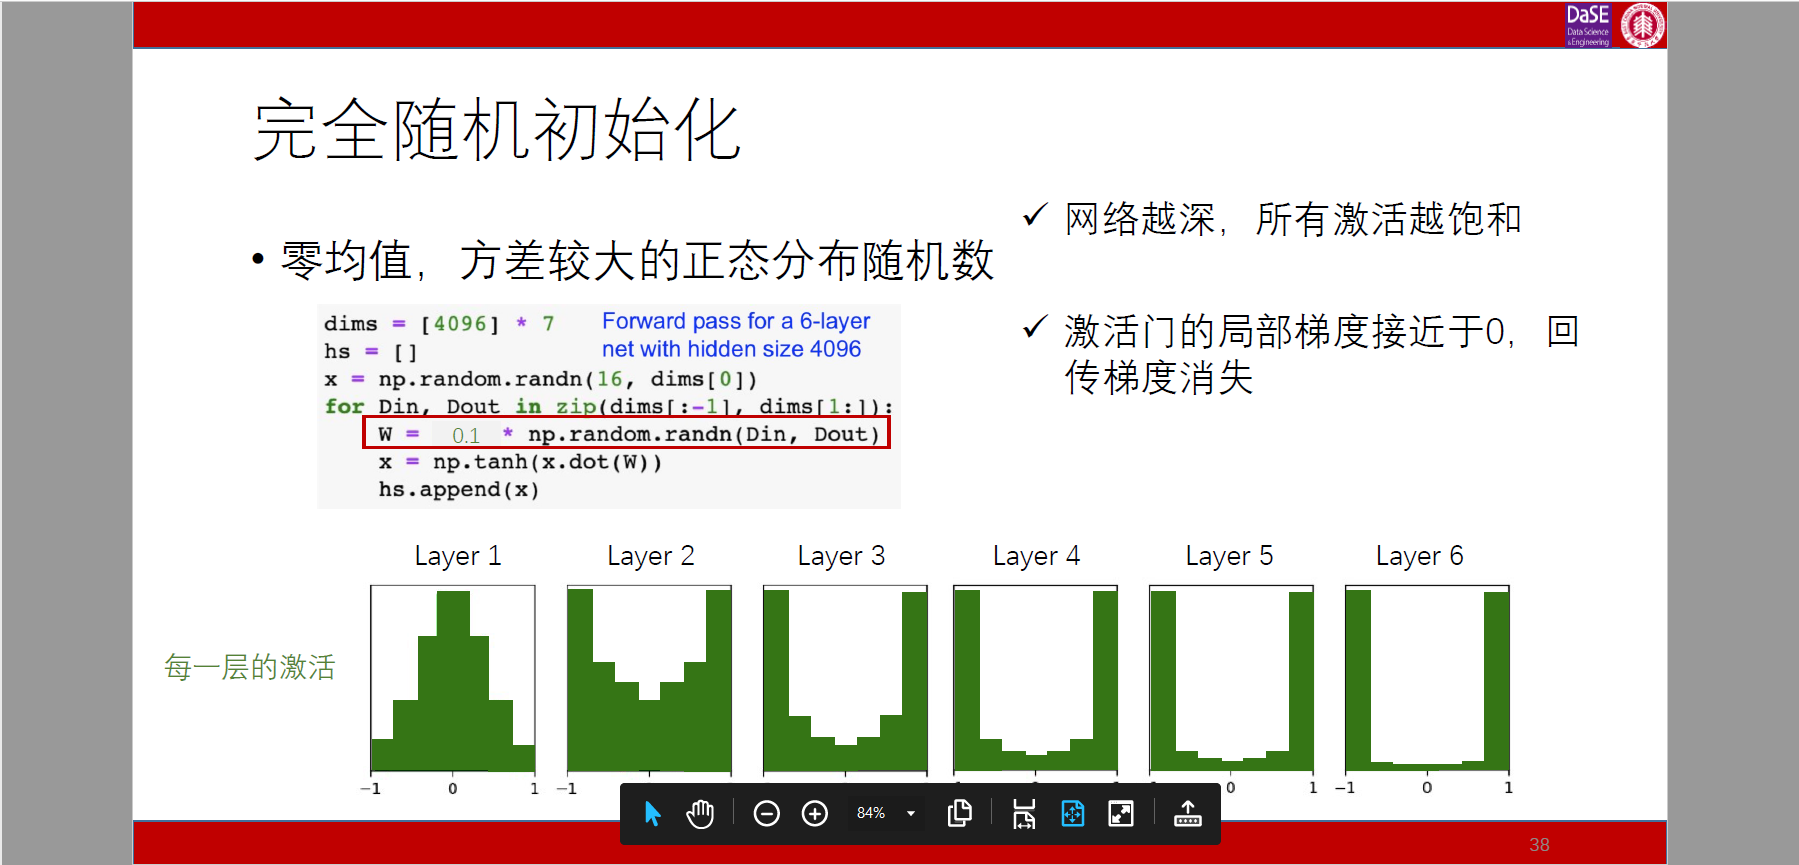 DaSE
Data Science
& Engineering
完全随机初始化
• 零均值，方差较大的正态分布随机数
✓ 网络越深，所有激活越饱和
✓ 激活门的局部梯度接近于0，回
传梯度消失
dims = [4096] * 7
Forward pass for a 6-layer
net with hidden size 4096
hs = []
x = np.random.randn(16, dims[0])
for Din, Dout in zip(dims[:-1], dims[1:]):
W = 0.1 * np.random.randn(Din, Dout)
x = np.tanh(x.dot(W))
hs.append(x)
Layer 1 Layer 2 Layer 3 Layer 4 Layer 5 Layer 6
每一层的激活
−1 0 1 −1 0 1 −1 0 1
84%
38